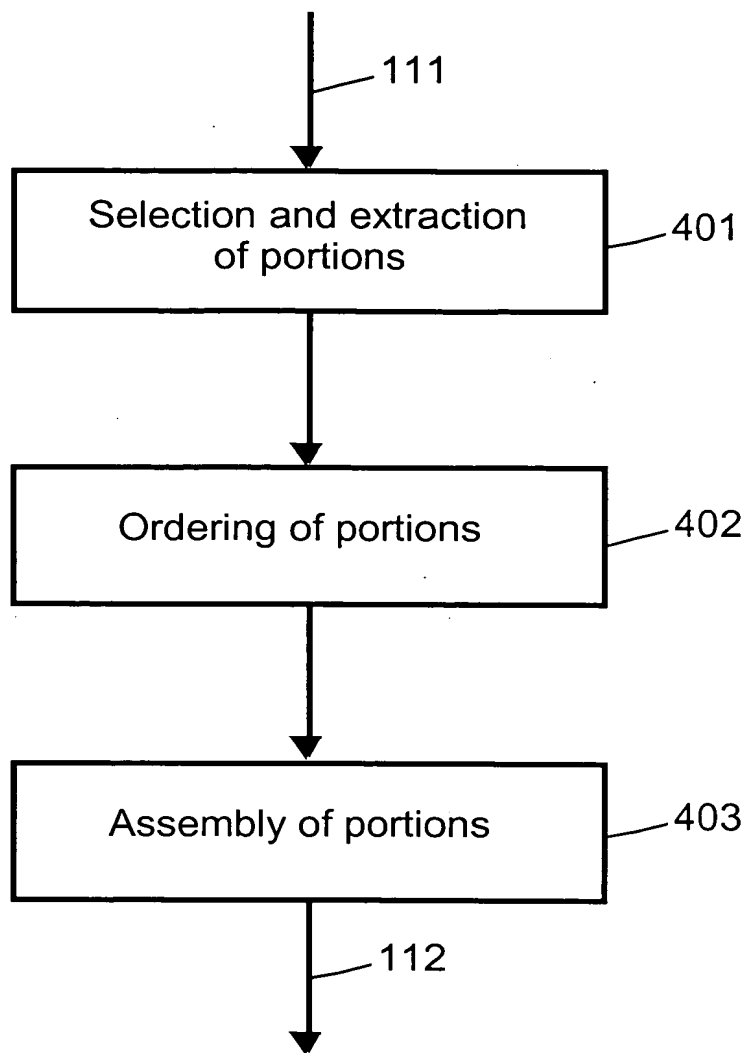 111
Selection and extraction
of portions
401
Ordering of portions
402
Assembly of portions
403
112